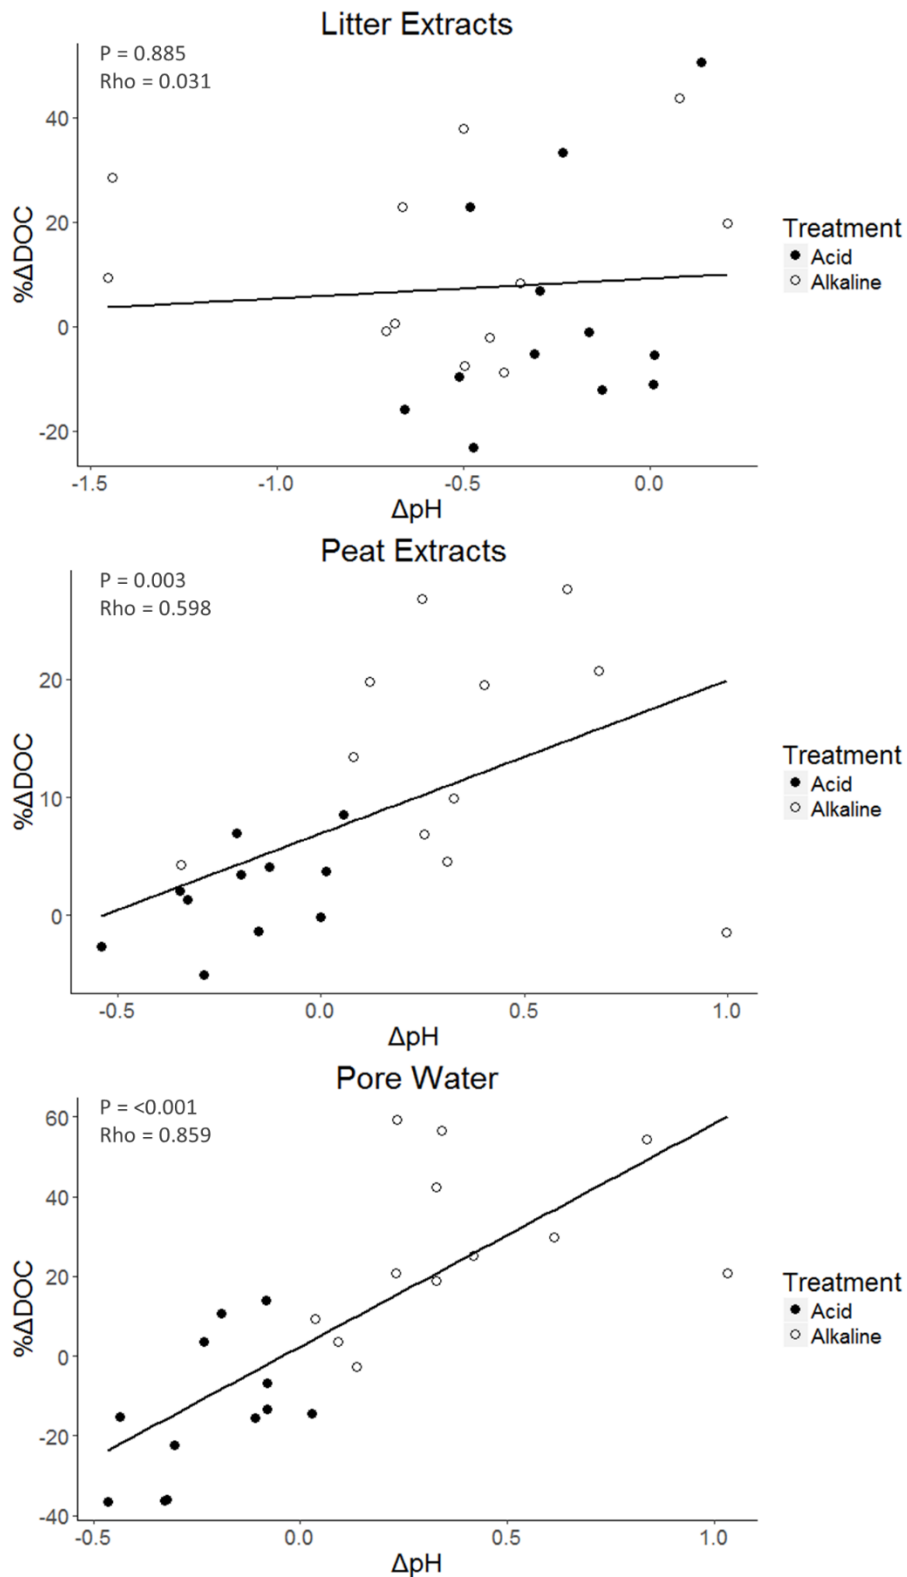 Litter Extracts
P = 0.885
Rho = 0.031
40
20
0
-20
%ΔDOC
-1.5
-1.0
-0.5
0.0
ΔpH
Treatment
Acid
Alkaline
Peat Extracts
P = 0.003
Rho = 0.598
20
10
0
%ΔDOC
-0.5
0.0
0.5
1.0
ΔpH
Treatment
Acid
Alkaline
Pore Water
P = <0.001
Rho = 0.859
60
40
20
0
-20
-40
%ΔDOC
-0.5
0.0
0.5
1.0
ΔpH
Treatment
Acid
Alkaline